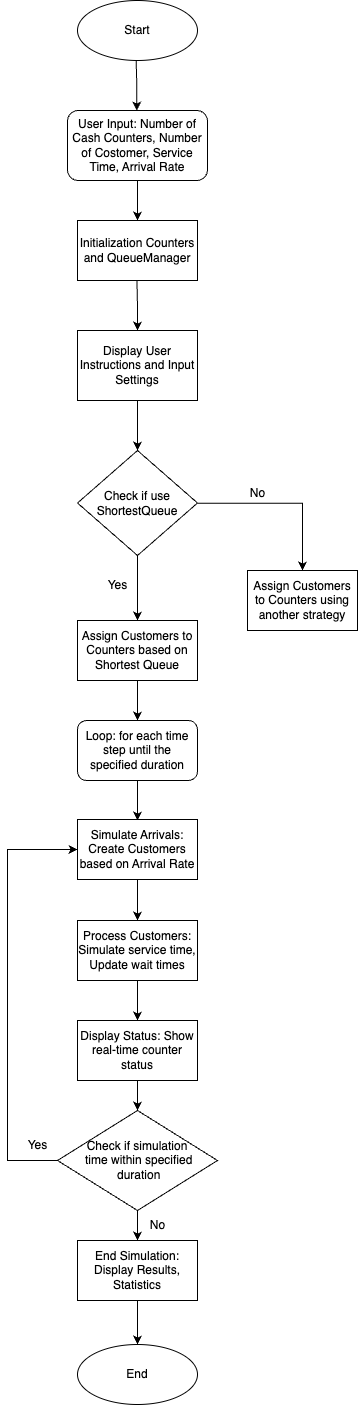 Start
User Input: Number of
Cash Counters, Number
of Costomer, Service
Time, Arrival Rate
Initialization Counters
and QueueManager
Display User
Instructions and Input
Settings
Check if use
ShortestQueue
No
Yes
Assign Customers
to Counters using
another strategy
Assign Customers to
Counters based on
Shortest Queue
Loop: for each time
step until the
specified duration
Simulate Arrivals:
Create Customers
based on Arrival Rate
Process Customers:
Simulate service time,
Update wait times
Display Status: Show
real-time counter
status
Yes
Check if simulation
time within specified
duration
No
End Simulation:
Display Results,
Statistics
End